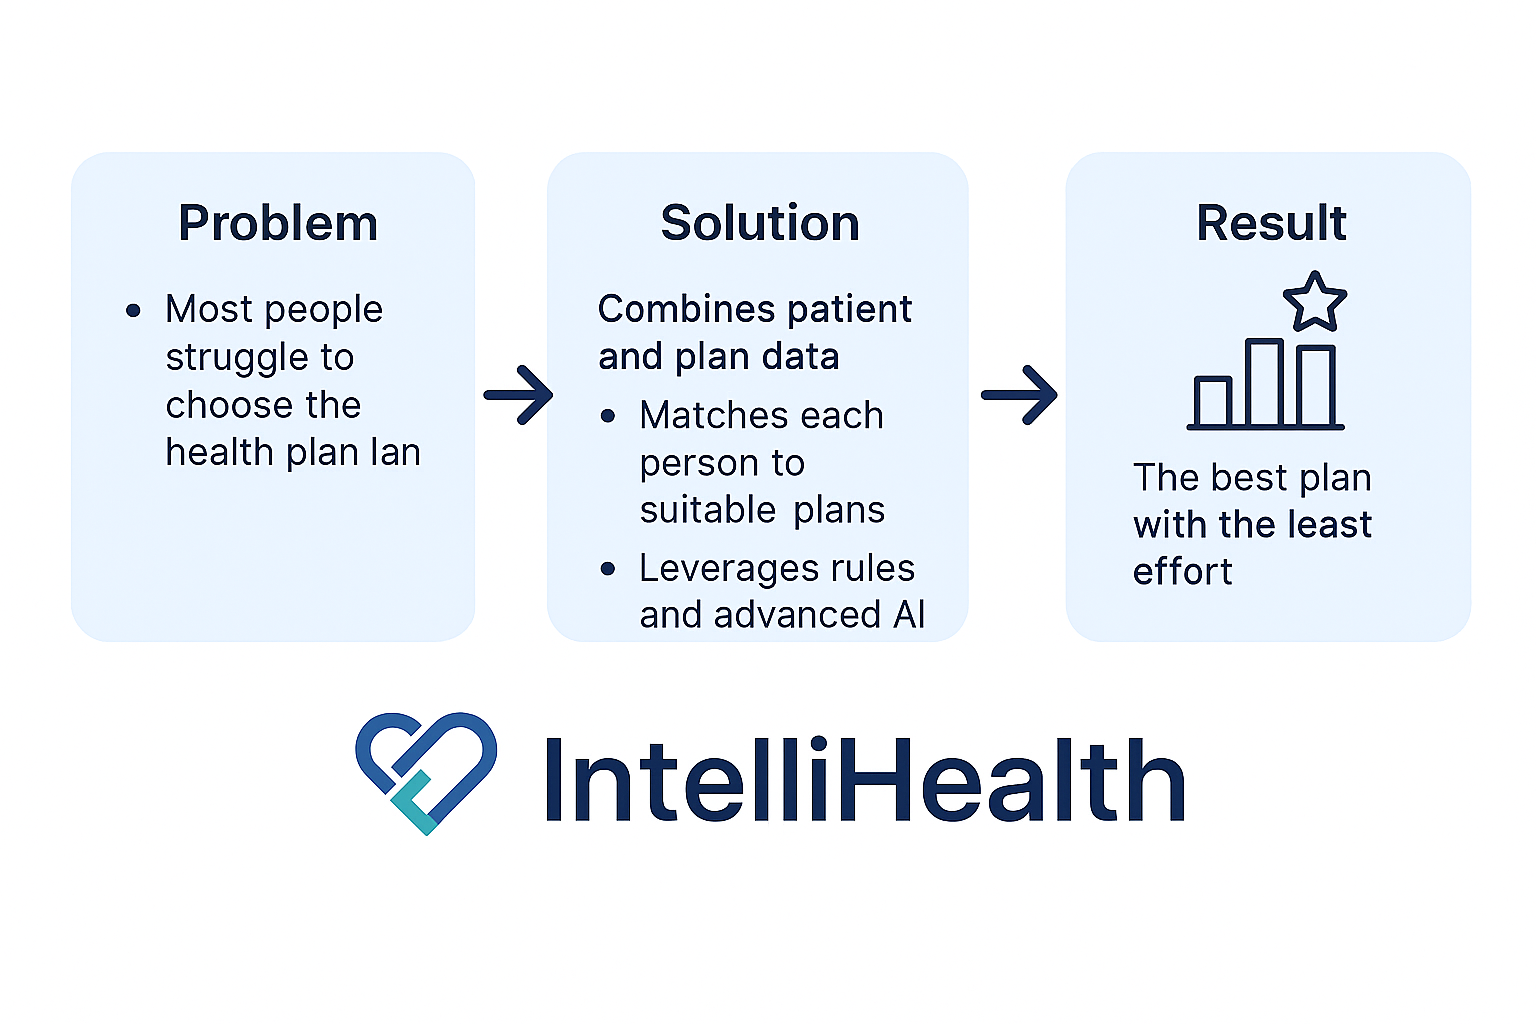 Problem
• Most people
struggle to
choose the
health plan lan
Solution
Combines patient
and plan data
• Matches each
person to
suitable plans
• Leverages rules
and advanced AI
Result
The best plan
with the least
effort
IntelliHealth